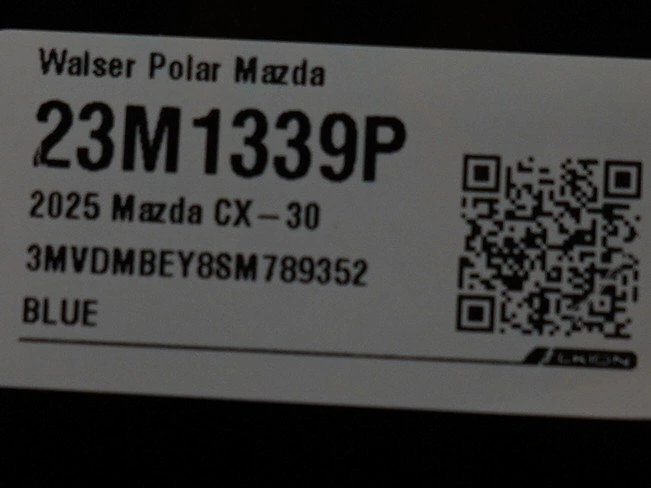 Walser Polar Mazda
23M1339P
2025 Mazda CX-30
3MVDMBEY8SM789352
BLUE